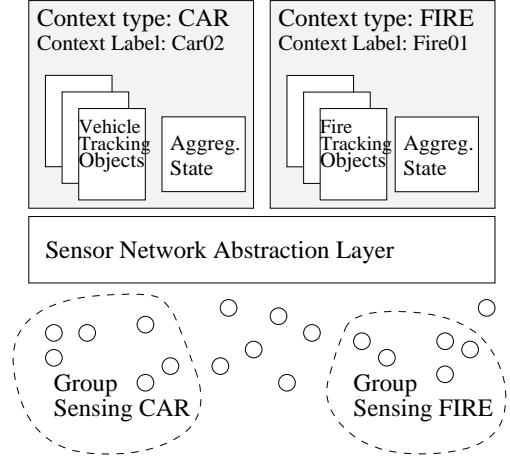 Context type: CAR
Context Label: Car02
Vehicle
Tracking
Objects
Aggreg.
State
Context type: FIRE
Context Label: Fire01
Fire
Tracking
Objects
Aggreg.
State
Sensor Network Abstraction Layer
Group
Sensing CAR
Group
Sensing FIRE